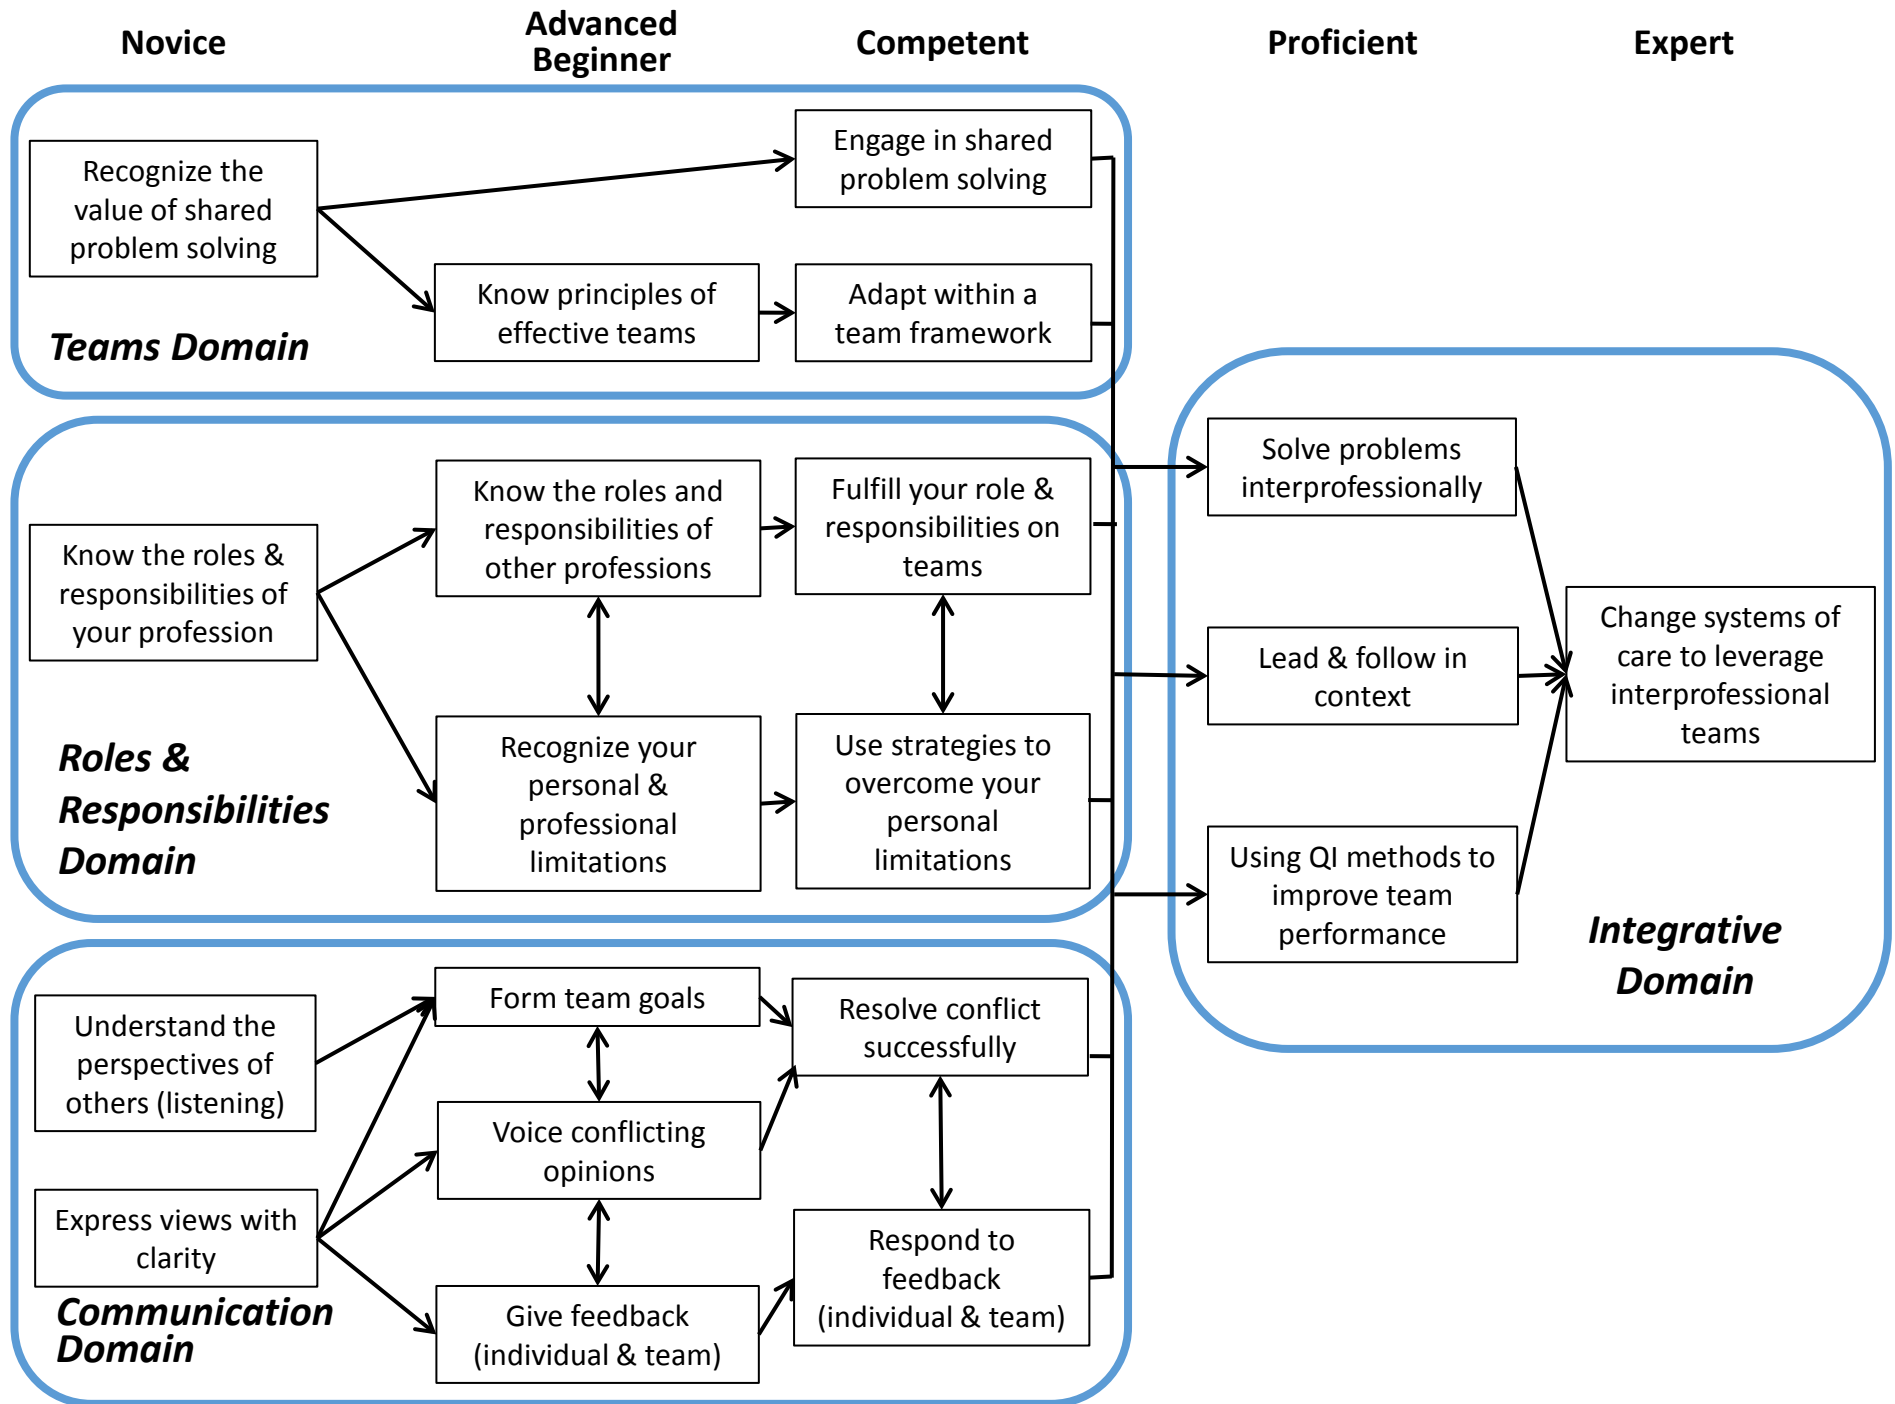 Novice
Advanced
Beginner
Competent
Proficient
Expert
Recognize the
value of shared
problem solving
Engage in shared
problem solving
Know principles of
effective teams
Adapt within a
team framework
Teams Domain
Know the roles &
responsibilities of
your profession
Know the roles and
responsibilities of
other professions
Fulfill your role &
responsibilities on
teams
Recognize your
personal &
professional
limitations
Use strategies to
overcome your
personal
limitations
Roles &
Responsibilities
Domain
Understand the
perspectives of
others (listening)
Express views with
clarity
Form team goals
Voice conflicting
opinions
Give feedback
(individual & team)
Resolve conflict
successfully
Respond to
feedback
(individual & team)
Communication
Domain
Solve problems
interprofessionally
Lead & follow in
context
Using QI methods to
improve team
performance
Change systems of
care to leverage
interprofessional
teams
Integrative
Domain